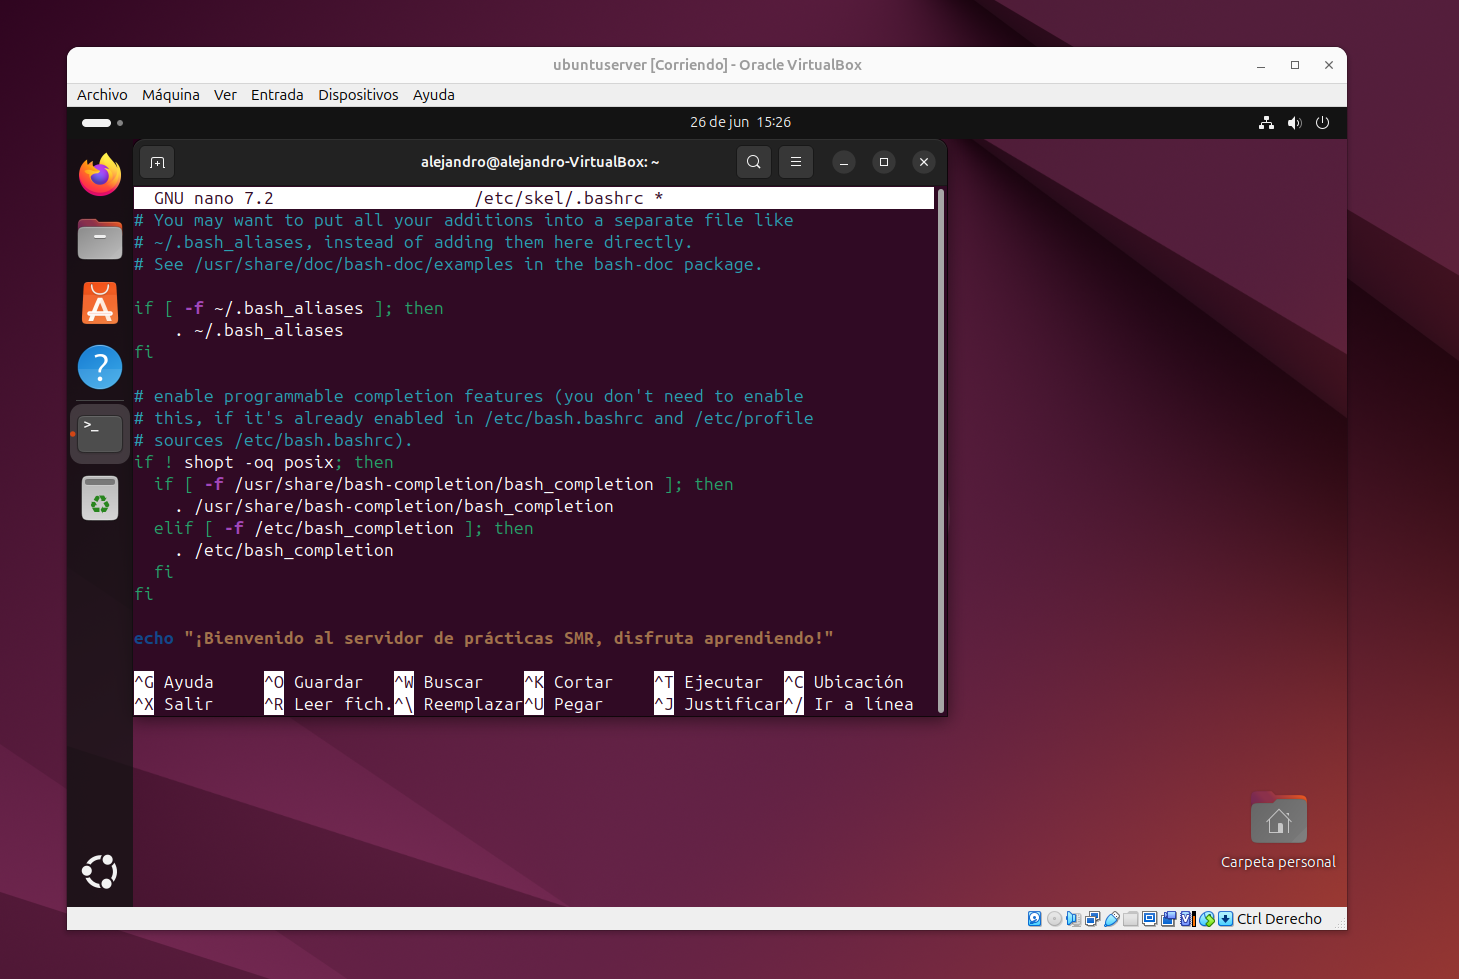 ubuntuserver [Corriendo] - Oracle VirtualBox
Archivo Máquina Ver Entrada Dispositivos Ayuda
26 de jun 15:26
alejandro@alejandro-VirtualBox: ~
GNU nano 7.2 /etc/skel/.bashrc *
# You may want to put all your additions into a separate file like
# ~/.bash_aliases, instead of adding them here directly.
# See /usr/share/doc/bash-doc/examples in the bash-doc package.
if [ -f ~/.bash_aliases ]; then
. ~/.bash_aliases
fi
# enable programmable completion features (you don't need to enable
# this, if it's already enabled in /etc/bash.bashrc and /etc/profile
# sources /etc/bash.bashrc).
if ! shopt -oq posix; then
if [ -f /usr/share/bash-completion/bash_completion ]; then
. /usr/share/bash-completion/bash_completion
elif [ -f /etc/bash_completion ]; then
. /etc/bash_completion
fi
fi
echo "¡Bienvenido al servidor de prácticas SMR, disfruta aprendiendo!"
^G Ayuda ^O Guardar ^W Buscar ^K Cortar ^T Ejecutar ^C Ubicación
^X Salir ^R Leer fich. ^\ Reemplazar ^U Pegar ^J Justificar ^/ Ir a línea
Carpeta personal
Ctrl Derecho